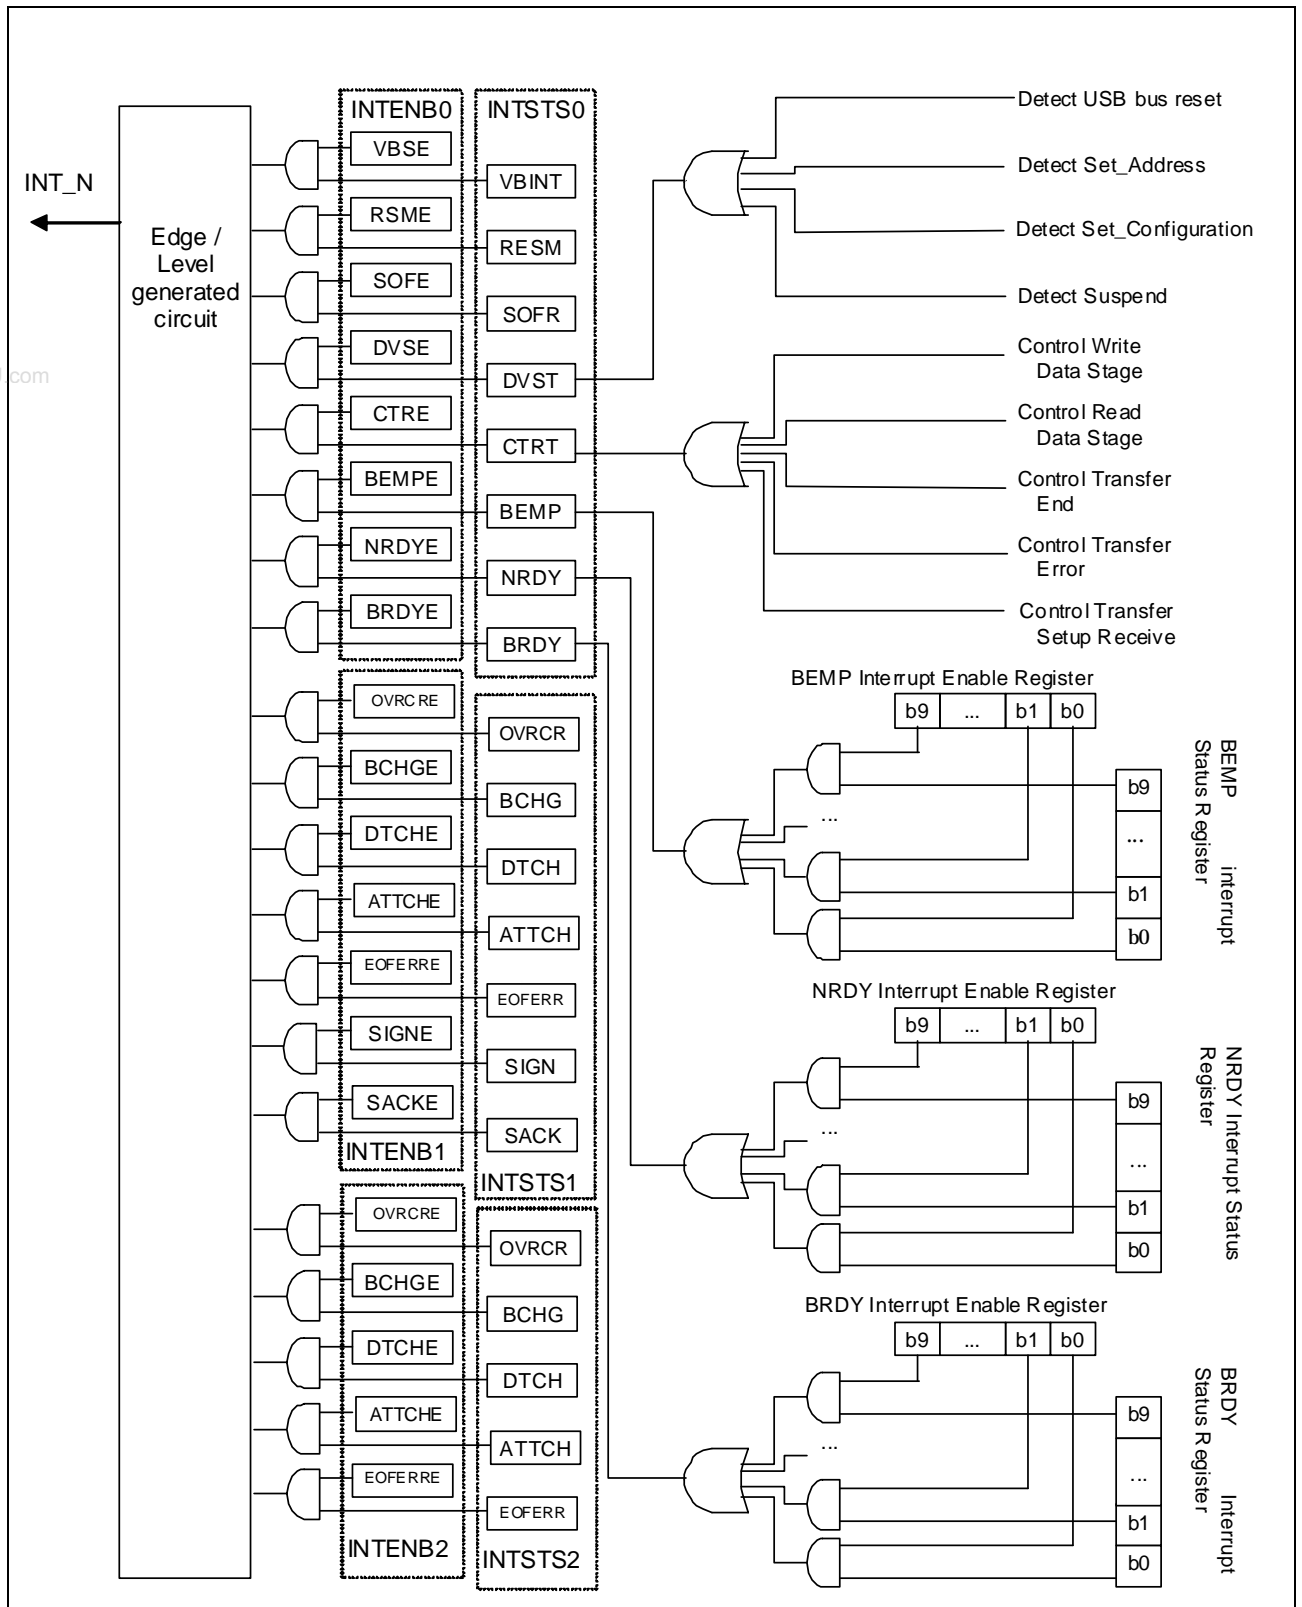 INTENB0
INTSTS0
VBSE
VBINT
RSME
RESM
SOFE
SOFR
DVSE
DVST
CTRE
CTRT
BEMPE
BEMP
NRDYE
NRDY
BRDYE
BRDY
INT_N
Edge /
Level
generated
circuit
.com
Detect USB bus reset
Detect Set_Address
Detect Set_Configuration
Detect Suspend
Control Write
Data Stage
Control Read
Data Stage
Control Transfer
End
Control Transfer
Error
Control Transfer
Setup Receive
OVRCRE
OVRCR
BCHGE
BCHG
DTCHE
DTCH
ATTCHE
ATTCH
EOFERRE
EOFERR
SIGNE
SIGN
SACKE
SACK
INTENB1
INTSTS1
OVRCRE
OVRCR
BCHGE
BCHG
DTCHE
DTCH
ATTCHE
ATTCH
EOFERRE
EOFERR
INTENB2
INTSTS2
BEMP Interrupt Enable Register
b9 ... b1 b0
...
b9
...
b1
b0
BEMP interrupt
Status Register
NRDY Interrupt Enable Register
b9 ... b1 b0
...
b9
...
b1
b0
NRDY Interrupt Status
Register
BRDY Interrupt Enable Register
b9 ... b1 b0
...
b9
...
b1
b0
BRDY Interrupt
Status Register